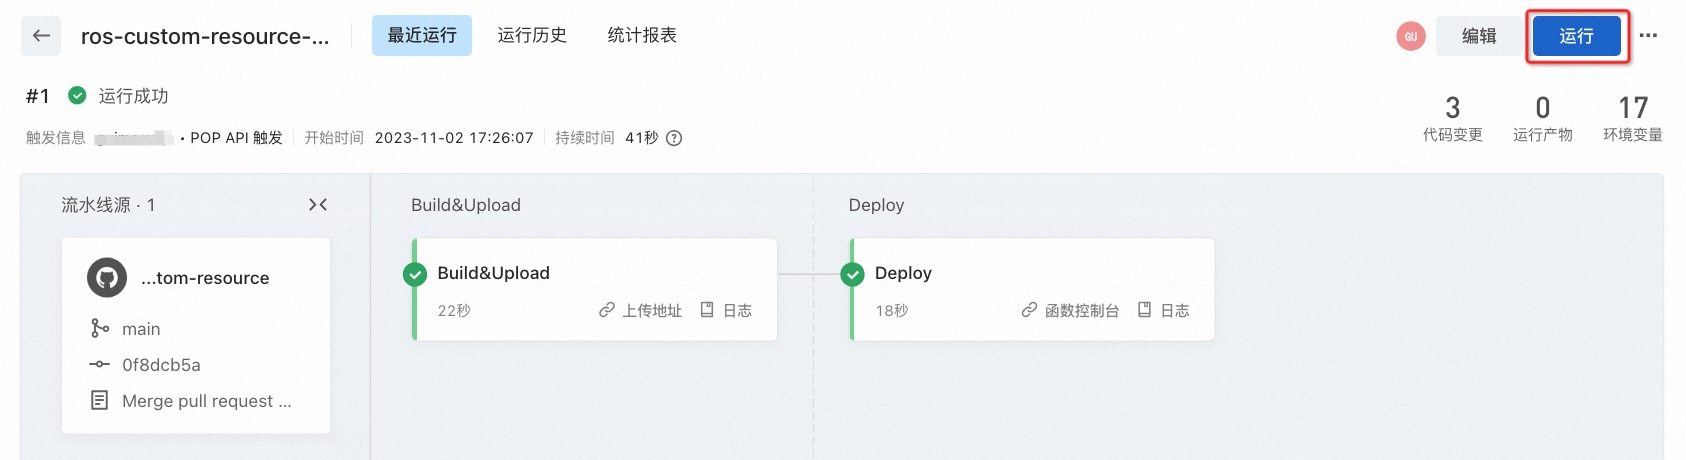 ros-custom-resource-... 最近运行 运行历史 统计报表 GU 编辑 运行 ...
#1 运行成功
触发信息 • POP API 触发 开始时间 2023-11-02 17:26:07 持续时间 41秒 ?
3 0 17
代码变更 运行产物 环境变量
流水线源 · 1
...tom-resource
main
0f8dcb5a
Merge pull request ...
Build&Upload
Build&Upload
22秒 上传地址 日志
Deploy
Deploy
18秒 函数控制台 日志